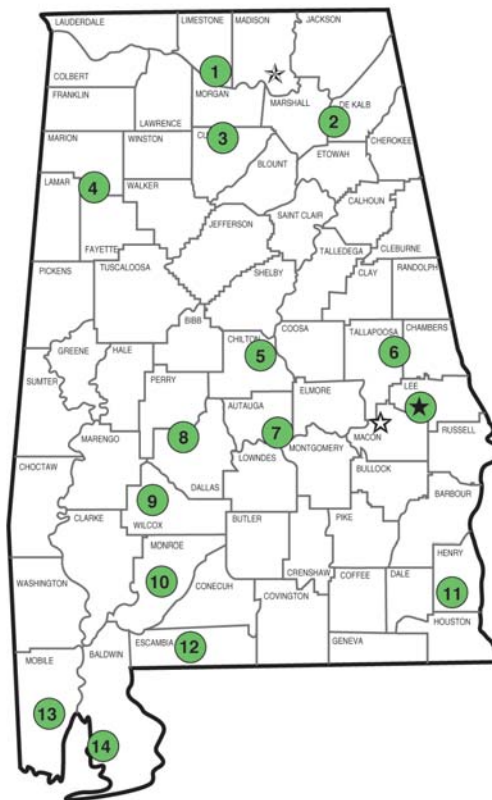 LAUDERDALE
LIMESTONE
MADISON
JACKSON
COLBERT
1
FRANKLIN
MORGAN
LAWRENCE
MARSHALL
2
DE KALB
MARION
WINSTON
CU
3
CHEROKEE
ETOWAH
BLOUNT
LAMAR
4
WALKER
CALHOUN
JEFFERSON
SAINT CLAIR
FAYETTE
TALLEDEGA
CLEBURNE
PICKENS
TUSCALOOSA
SHELBY
CLAY
RANDOLPH
BIBB
COOSA
TALLAPOOSA
CHAMBERS
GREENE
HALE
CHILTON
5
6
SUMTER
PERRY
ELMORE
LEE
AUTAUGA
MARENGO
8
7
MACON
RUSSELL
MONTGOMERY
LOWNDES
CHOCTAW
BULLOCK
DALLAS
9
BARBOUR
CLARKE
WILCOX
BUTLER
PIKE
MONROE
HENRY
WASHINGTON
10
CONECUH
CRENSHAW
COFFEE
DALE
11
COVINGTON
HOUSTON
ESCAMBIA
12
GENEVA
MOBILE
BALDWIN
13
14